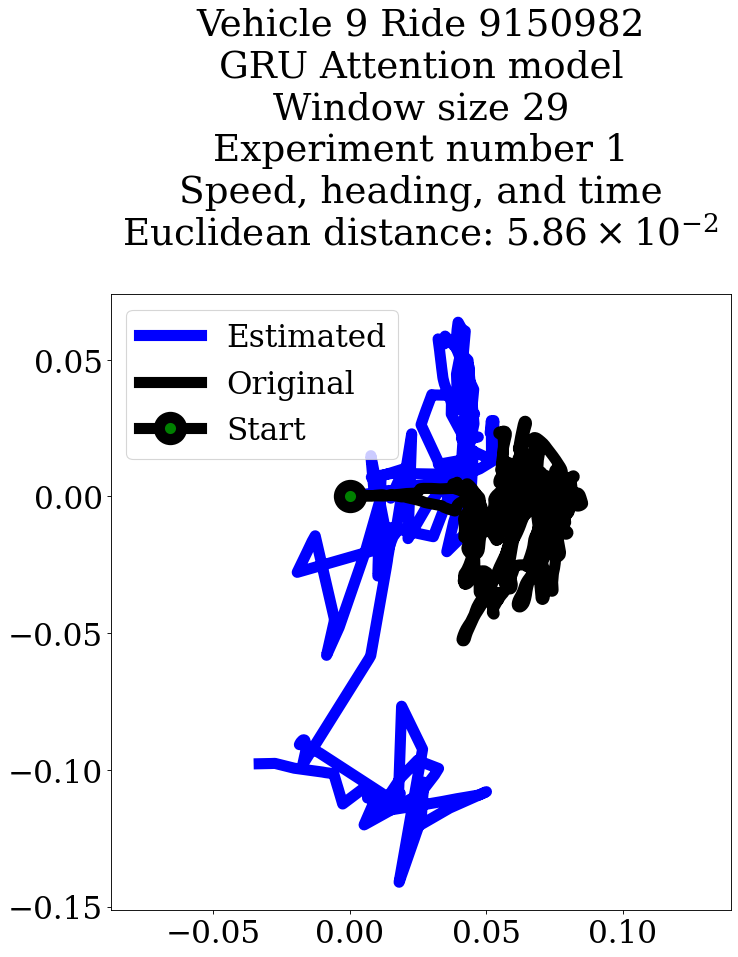 Vehicle 9 Ride 9150982
GRU Attention model
Window size 29
Experiment number 1
Speed, heading, and time
Euclidean distance: 5.86 × 10⁻²
Estimated
Original
Start
0.05
0.00
−0.05
−0.10
−0.15
−0.05 0.00 0.05 0.10